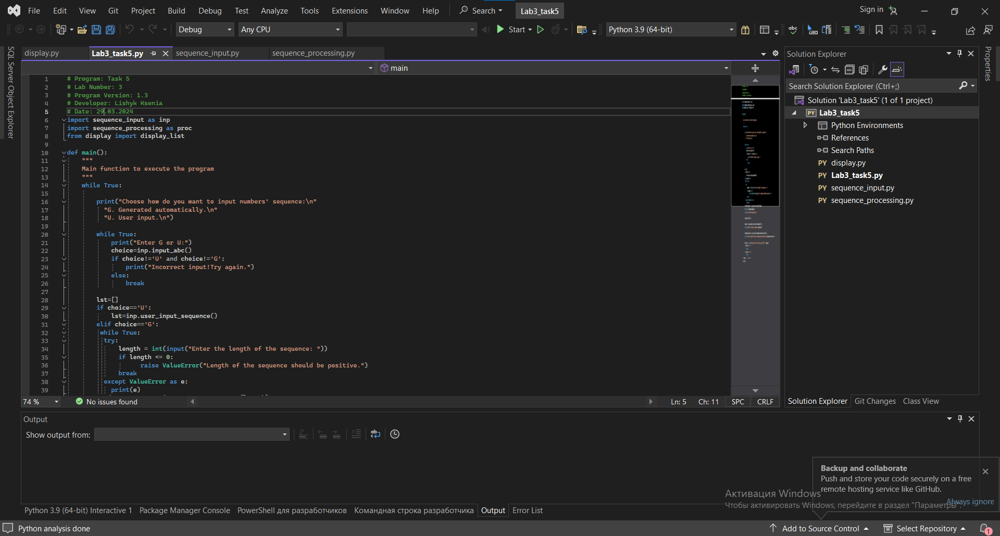 File Edit View Git Project Build Debug Test Analyze Tools Extensions Window Help Search Lab3_task5 Sign in
Debug Any CPU Start Python 3.9 (64-bit)
display.py Lab3_task5.py sequence_input.py sequence_processing.py
main
1 # Program: Task 5
2 # Lab Number: 3
3 # Program Version: 1.3
4 # Developer: Lishyk Ksenia
5 # Date: 29.03.2024
6 import sequence_input as inp
7 import sequence_processing as proc
8 from display import display_list
9
10 def main():
11 """
12 Main function to execute the program
13 """
14 while True:
15
16 print("Choose how do you want to input numbers' sequence:\n"
17 "G. Generated automatically.\n"
18 "U. User input.\n")
19
20 while True:
21 print("Enter G or U:")
22 choice=inp.input_abc()
23 if choice!='U' and choice!='G':
24 print("Incorrect input!Try again.")
25 else:
26 break
27
28 lst=[]
29 if choice=='U':
30 lst=inp.user_input_sequence()
31 elif choice=='G':
32 while True:
33 try:
34 length = int(input("Enter the length of the sequence: "))
35 if length <= 0:
36 raise ValueError("Length of the sequence should be positive.")
37 break
38 except ValueError as e:
39 print(e)
74 % No issues found Ln: 5 Ch: 11 SPC CRLF
SQL Server Object Explorer
Solution Explorer
Search Solution Explorer (Ctrl+;)
Solution 'Lab3_task5' (1 of 1 project)
PY Lab3_task5
Python Environments
References
Search Paths
PY display.py
PY Lab3_task5.py
PY sequence_input.py
PY sequence_processing.py
Solution Explorer Git Changes Class View
Properties
Output
Show output from:
Backup and collaborate
Push and store your code securely on a free
remote hosting service like GitHub.
Always ignore
Активация Windows
Чтобы активировать Windows, перейдите в раздел "Параметры".
Python 3.9 (64-bit) Interactive 1 Package Manager Console PowerShell для разработчиков Командная строка разработчика Output Error List
Python analysis done Add to Source Control Select Repository 1